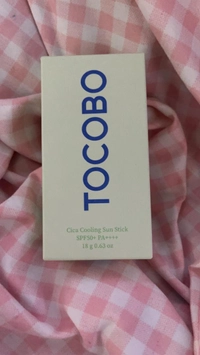 TOCOBO
Cica Cooling Sun Stick
SPF50+ PA++++
18 g 0.63 oz